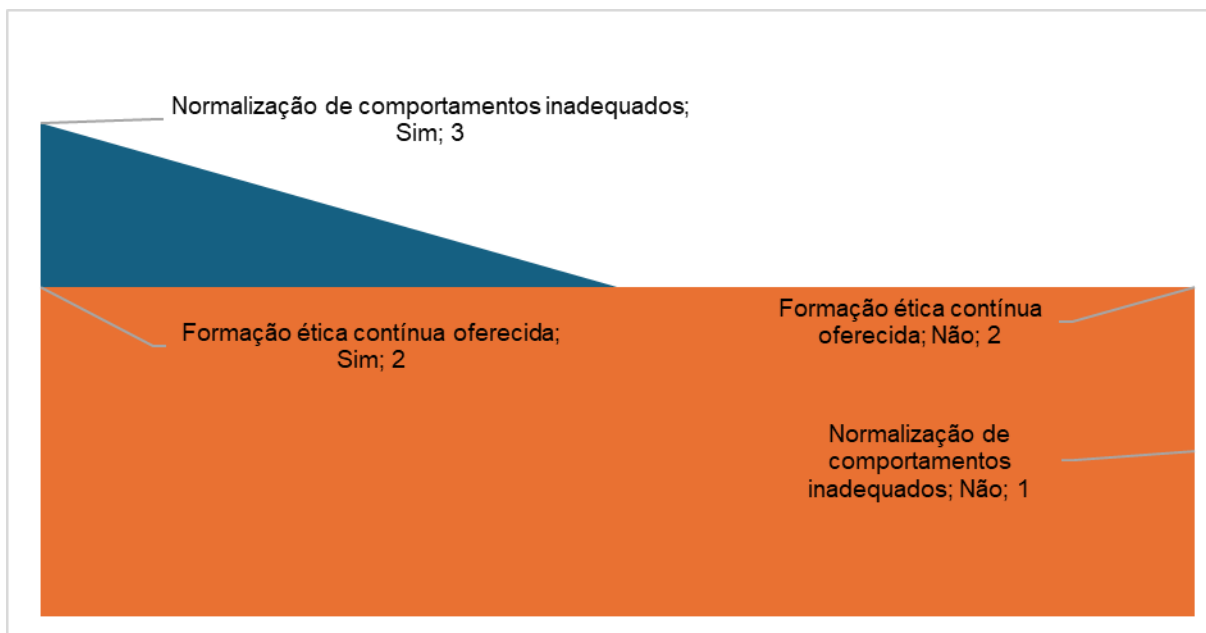 Normalização de comportamentos inadequados;
Sim; 3
Formação ética contínua oferecida;
Sim; 2
Formação ética contínua
oferecida; Não; 2
Normalização de
comportamentos
inadequados; Não; 1